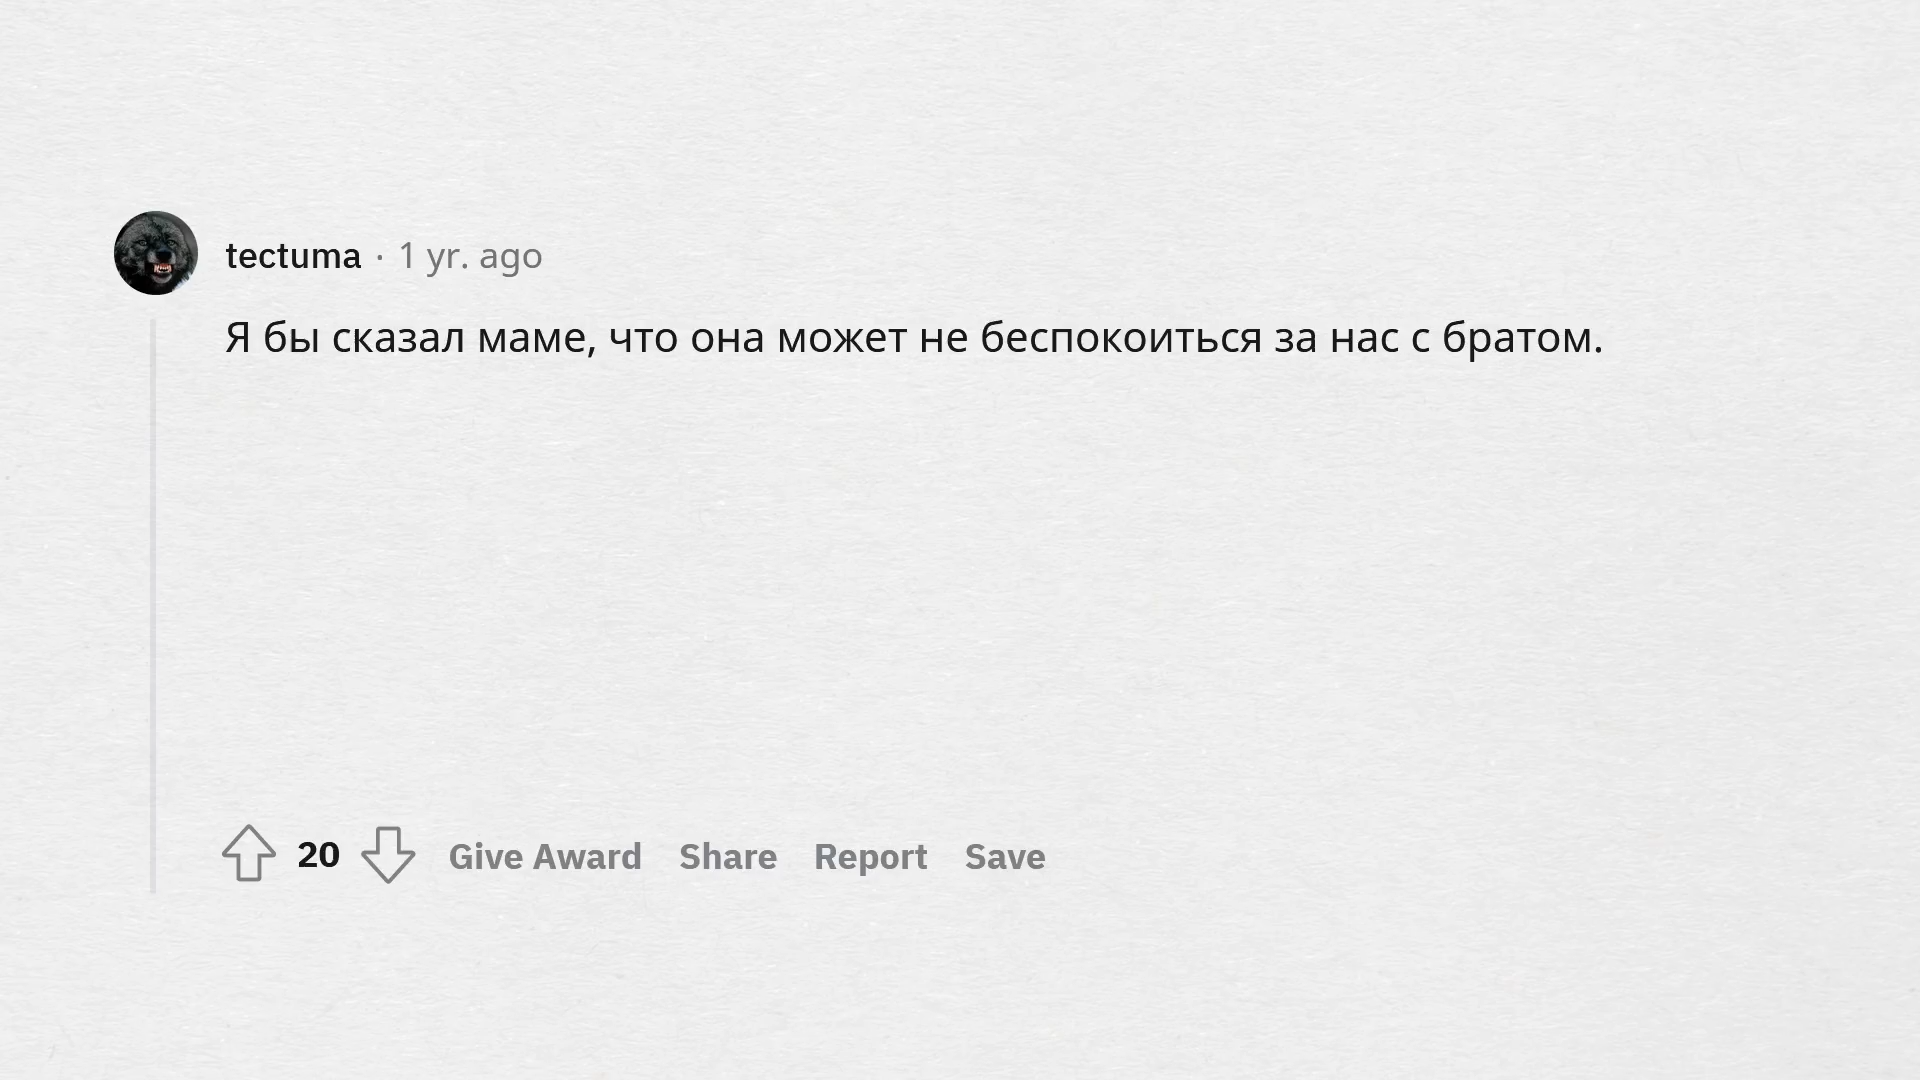 tectuma · 1 yr. ago
Я бы сказал маме, что она может не беспокоиться за нас с братом.
20 Give Award Share Report Save